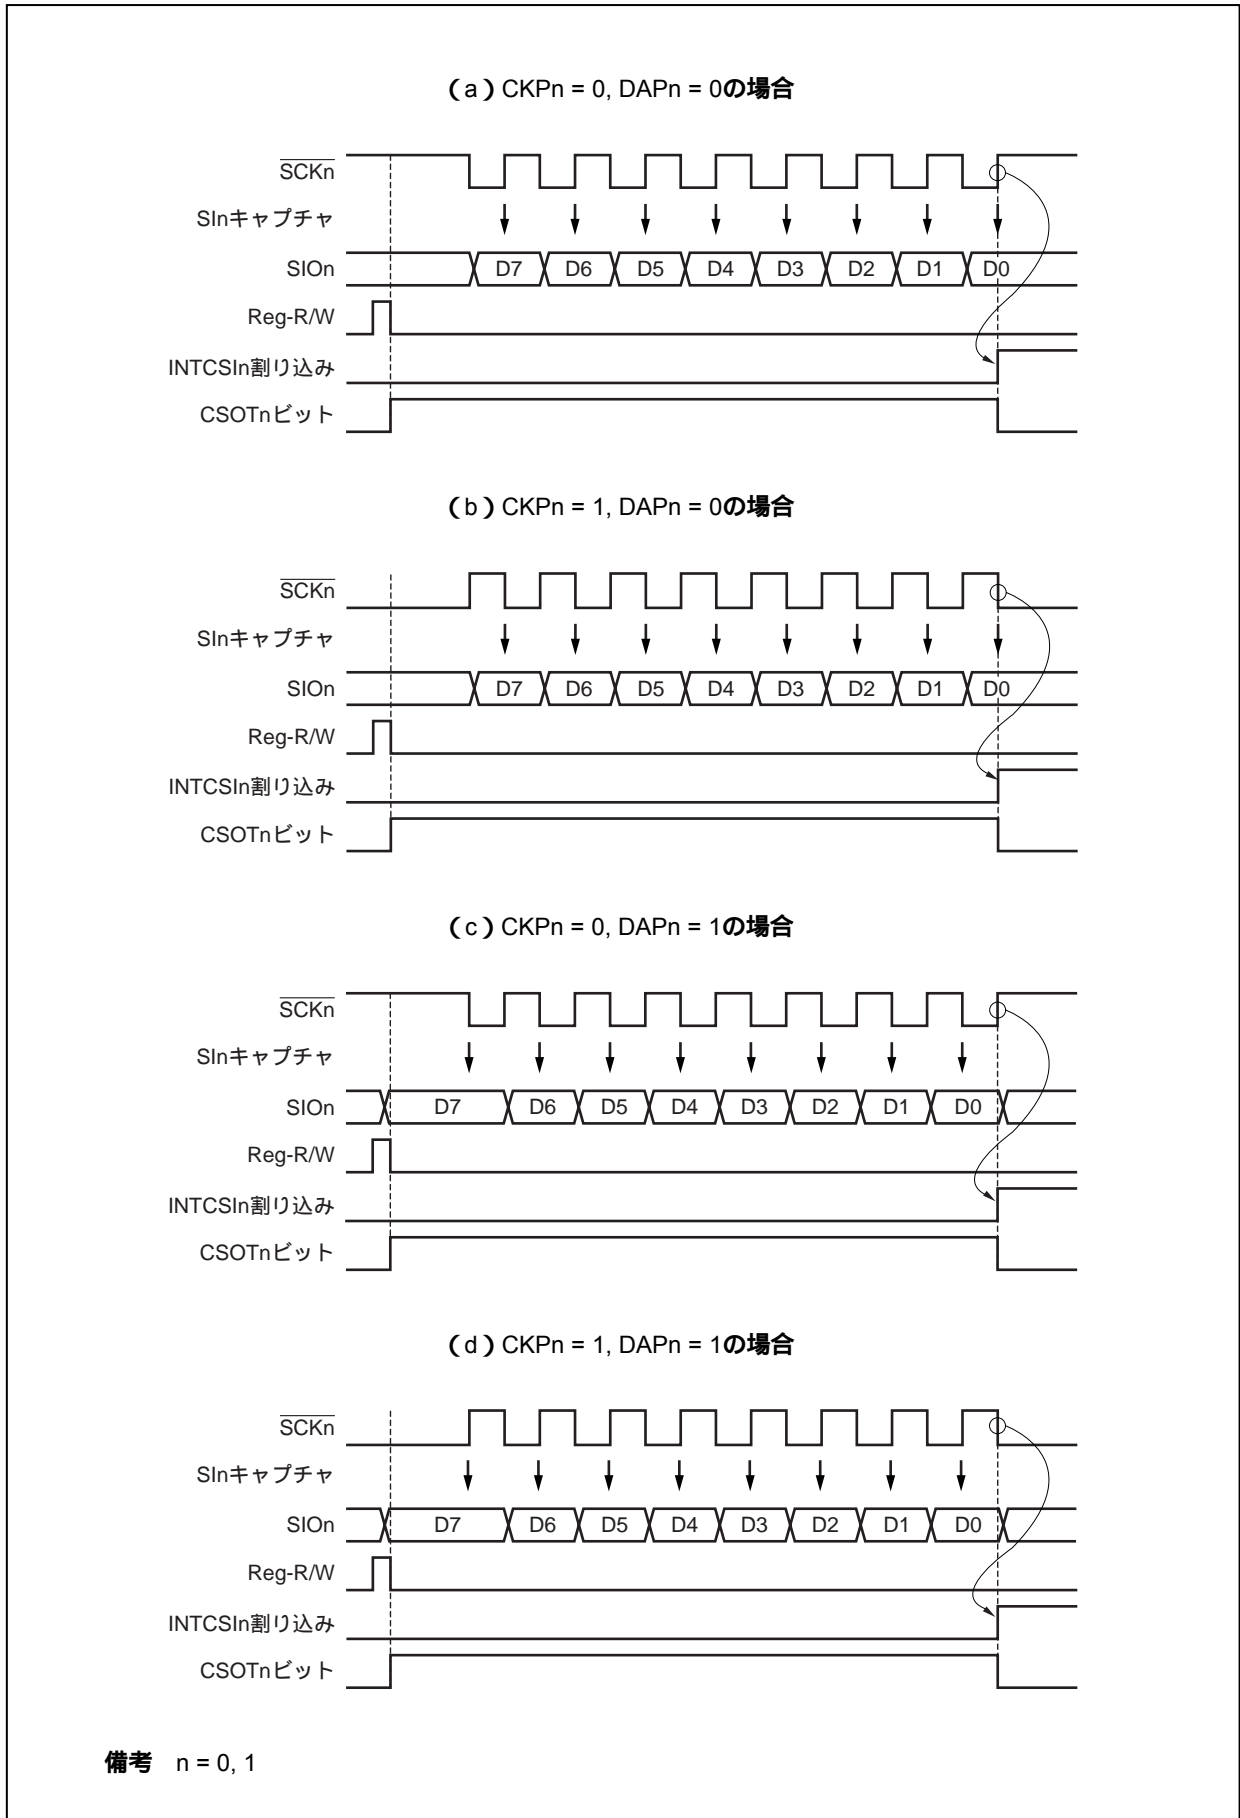 (a) CKPn = 0, DAPn = 0の場合
SCKn
SInキャプチャ
SIOn D7 D6 D5 D4 D3 D2 D1 D0
Reg-R/W
INTCSIn割り込み
CSOTnビット
(b) CKPn = 1, DAPn = 0の場合
SCKn
SInキャプチャ
SIOn D7 D6 D5 D4 D3 D2 D1 D0
Reg-R/W
INTCSIn割り込み
CSOTnビット
(c) CKPn = 0, DAPn = 1の場合
SCKn
SInキャプチャ
SIOn D7 D6 D5 D4 D3 D2 D1 D0
Reg-R/W
INTCSIn割り込み
CSOTnビット
(d) CKPn = 1, DAPn = 1の場合
SCKn
SInキャプチャ
SIOn D7 D6 D5 D4 D3 D2 D1 D0
Reg-R/W
INTCSIn割り込み
CSOTnビット
備考 n = 0, 1